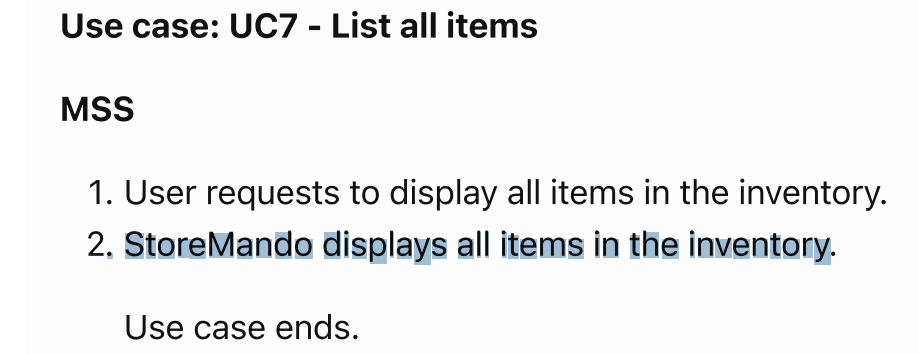 Use case: UC7 - List all items
MSS
1. User requests to display all items in the inventory.
2. StoreMando displays all items in the inventory.
Use case ends.